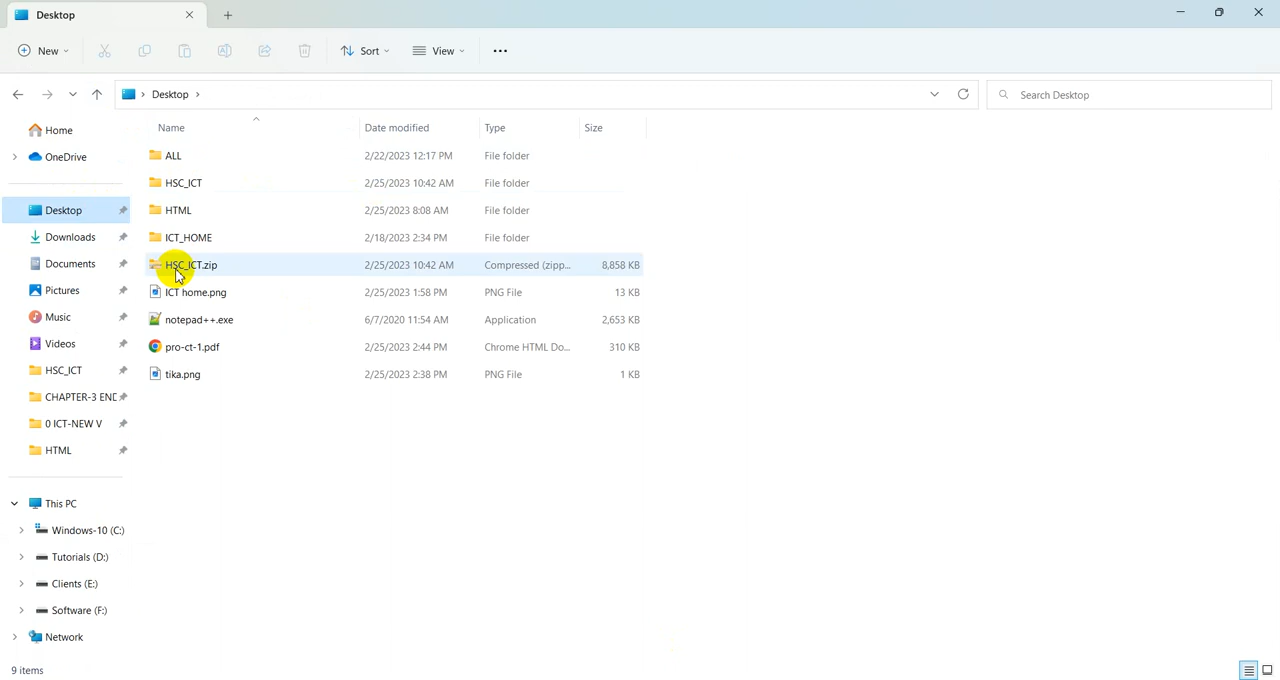 Desktop
New
Sort
View
Desktop
Search Desktop
Name Date modified Type Size
Home
OneDrive
Desktop
Downloads
Documents
Pictures
Music
Videos
HSC_ICT
CHAPTER-3 END
0 ICT-NEW V
HTML
This PC
Windows-10 (C:)
Tutorials (D:)
Clients (E:)
Software (F:)
Network
ALL 2/22/2023 12:17 PM File folder
HSC_ICT 2/25/2023 10:42 AM File folder
HTML 2/25/2023 8:08 AM File folder
ICT_HOME 2/18/2023 2:34 PM File folder
HSC_ICT.zip 2/25/2023 10:42 AM Compressed (zipp... 8,858 KB
ICT home.png 2/25/2023 1:58 PM PNG File 13 KB
notepad++.exe 6/7/2020 11:54 AM Application 2,653 KB
pro-ct-1.pdf 2/25/2023 2:44 PM Chrome HTML Do... 310 KB
tika.png 2/25/2023 2:38 PM PNG File 1 KB
9 items